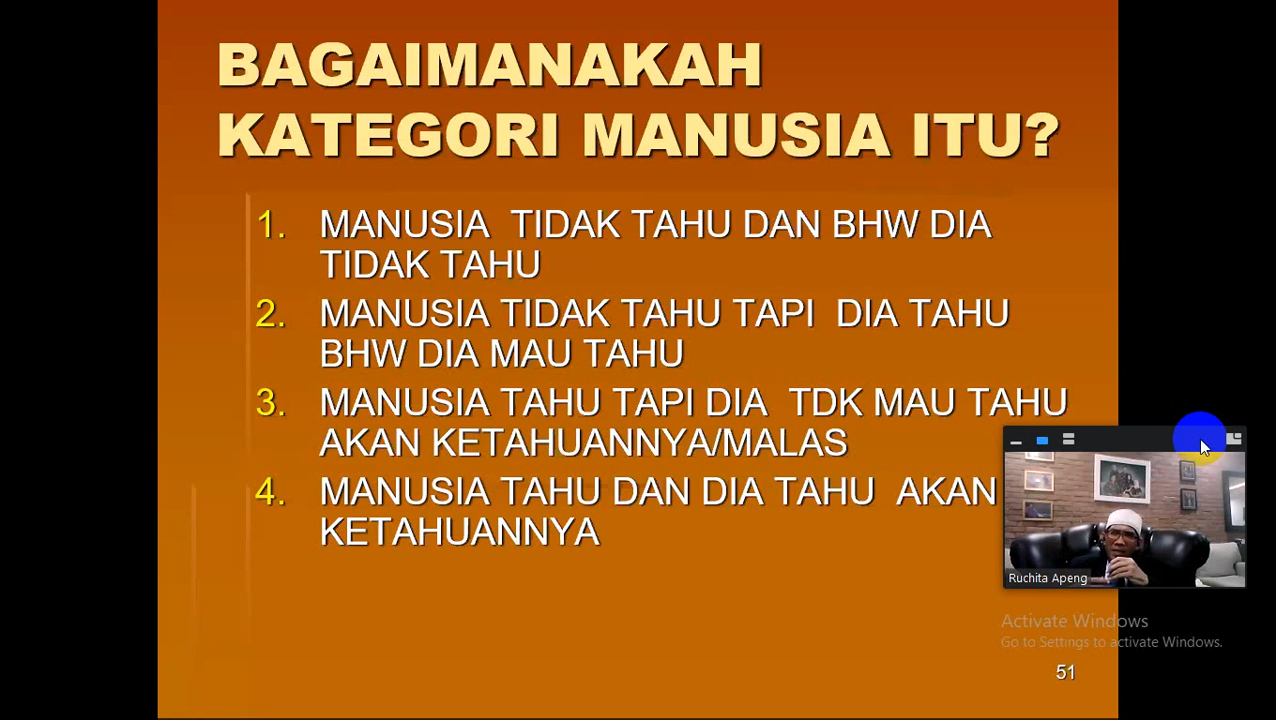 BAGAIMANAKAH
KATEGORI MANUSIA ITU?
1. MANUSIA TIDAK TAHU DAN BHW DIA
TIDAK TAHU
2. MANUSIA TIDAK TAHU TAPI DIA TAHU
BHW DIA MAU TAHU
3. MANUSIA TAHU TAPI DIA TDK MAU TAHU
AKAN KETAHUANNYA/MALAS
4. MANUSIA TAHU DAN DIA TAHU AKAN
KETAHUANNYA
Ruchita Apeng
Activate Windows
Go to Settings to activate Windows.
51